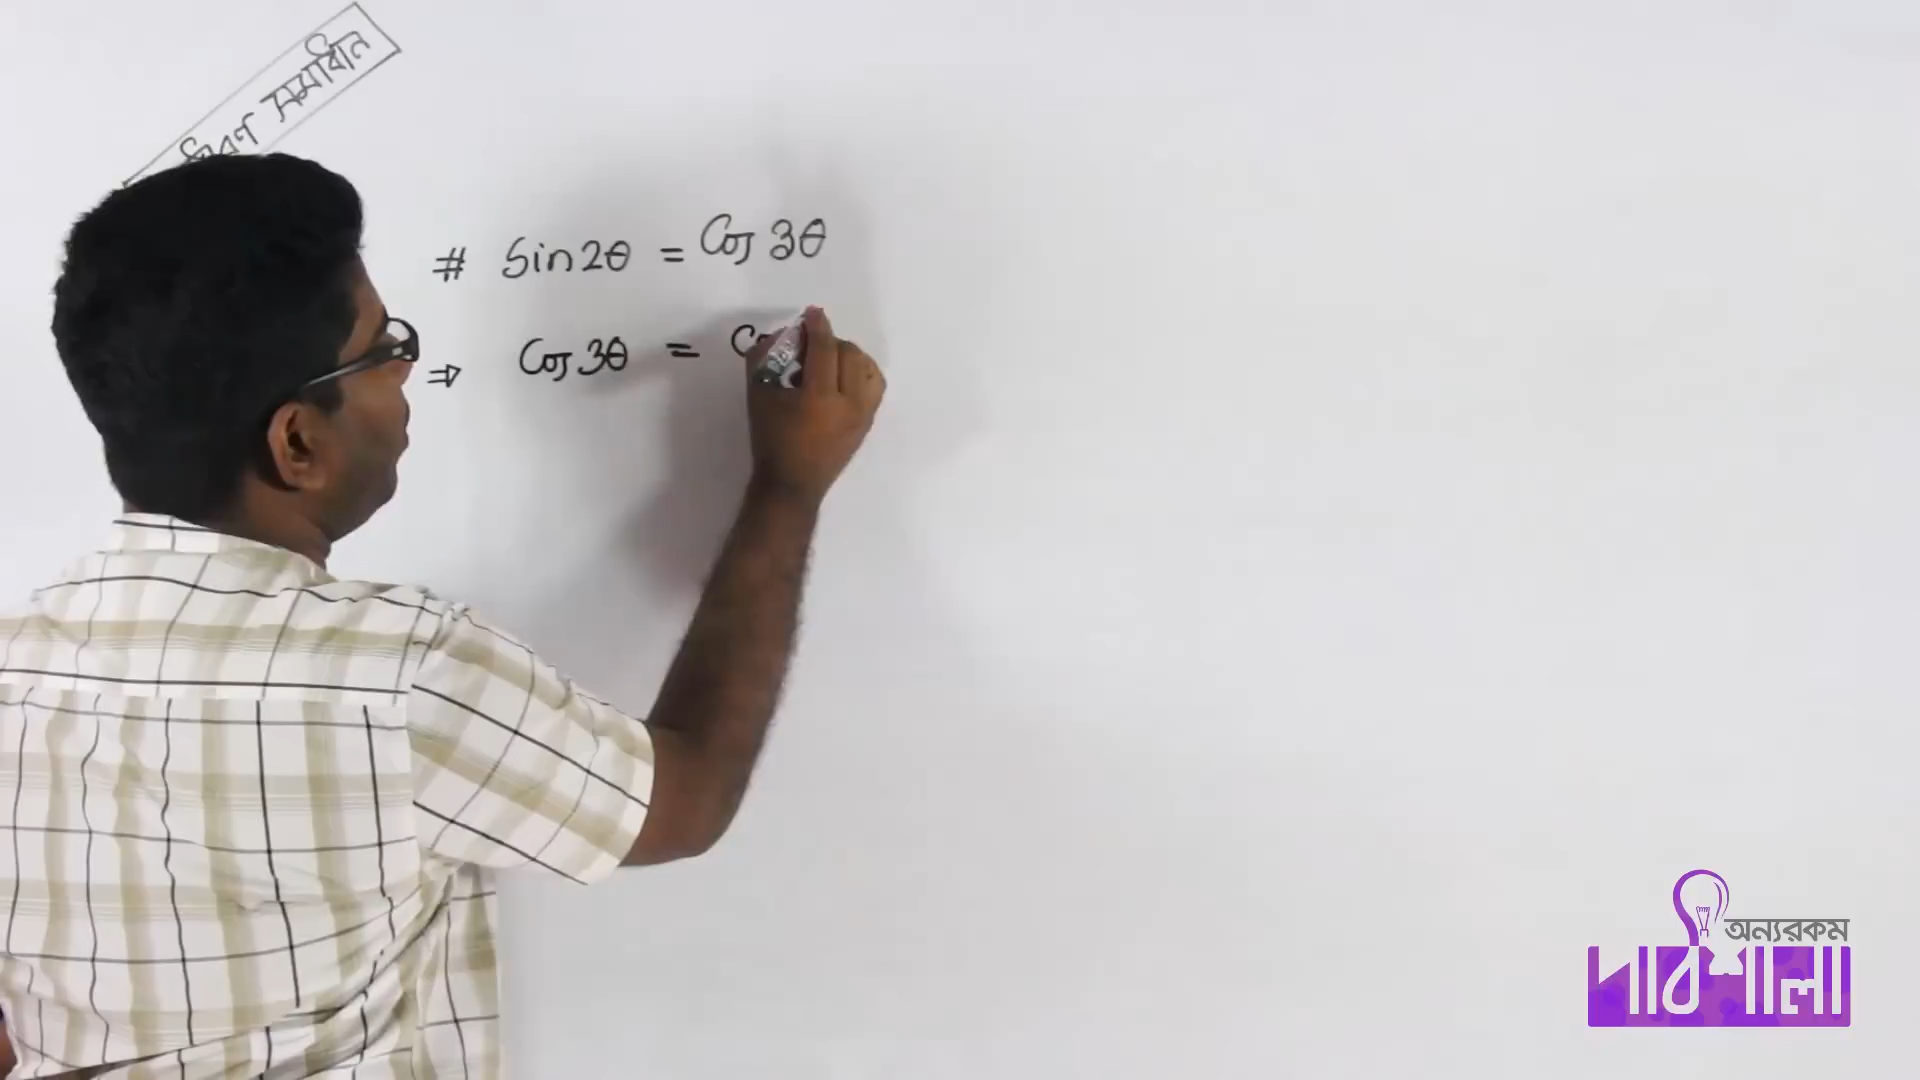 সমাধান
# Sin2θ = Cos 3θ
⇒ Cos 3θ =
অন্যরকম
পাঠশালা